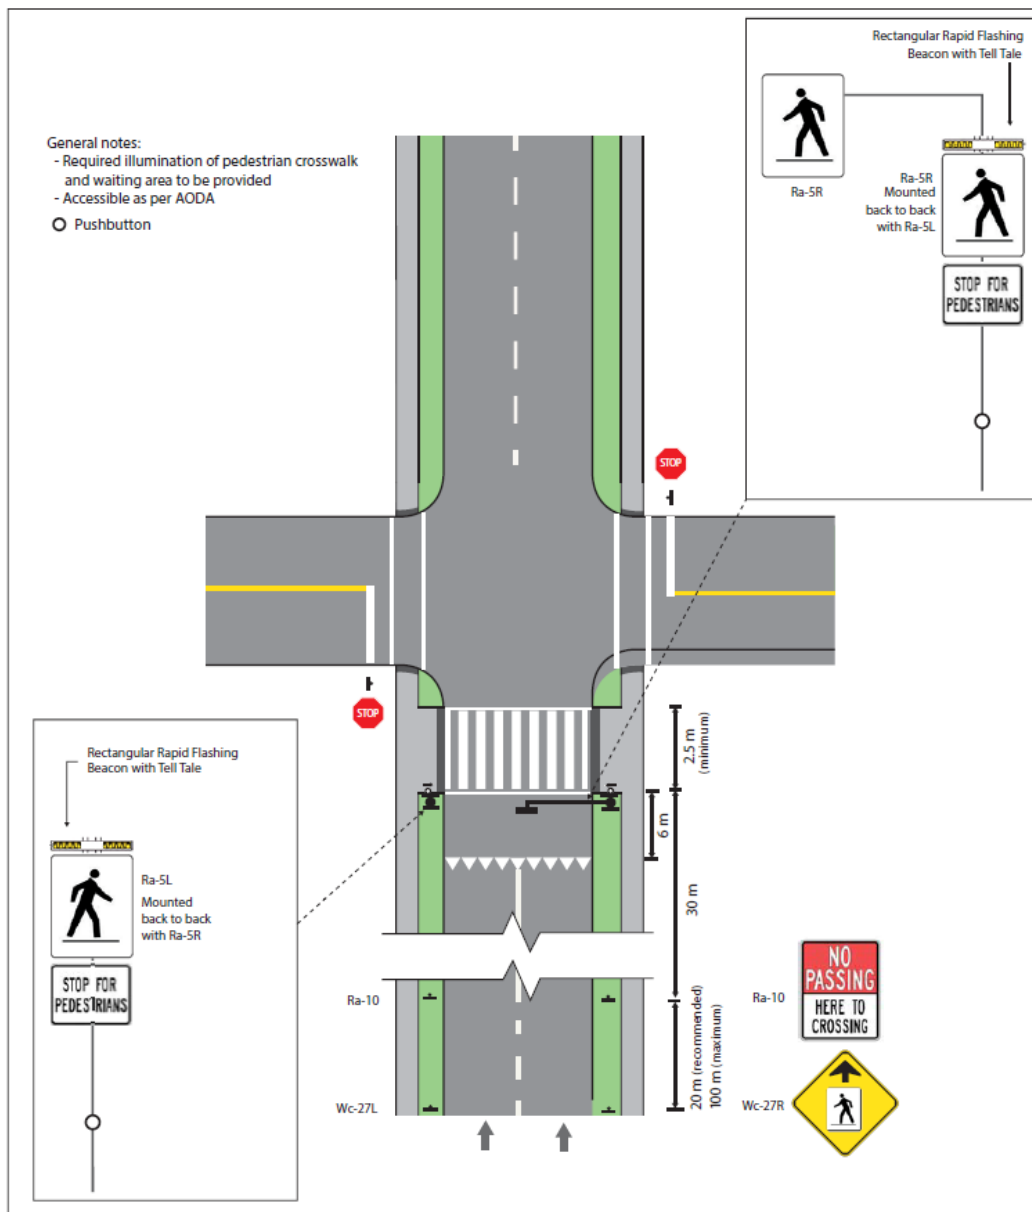 General notes:
- Required illumination of pedestrian crosswalk
and waiting area to be provided
- Accessible as per AODA
Pushbutton
Rectangular Rapid Flashing
Beacon with Tell Tale
Ra-5R
Ra-5R
Mounted
back to back
with Ra-5L
STOP FOR
PEDESTRIANS
STOP
STOP
2.5 m
(minimum)
6 m
30 m
20 m (recommended)
100 m (maximum)
Rectangular Rapid Flashing
Beacon with Tell Tale
Ra-5L
Mounted
back to back
with Ra-5R
STOP FOR
PEDESTRIANS
Ra-10
Wc-27L
Ra-10
NO
PASSING
HERE TO
CROSSING
Wc-27R